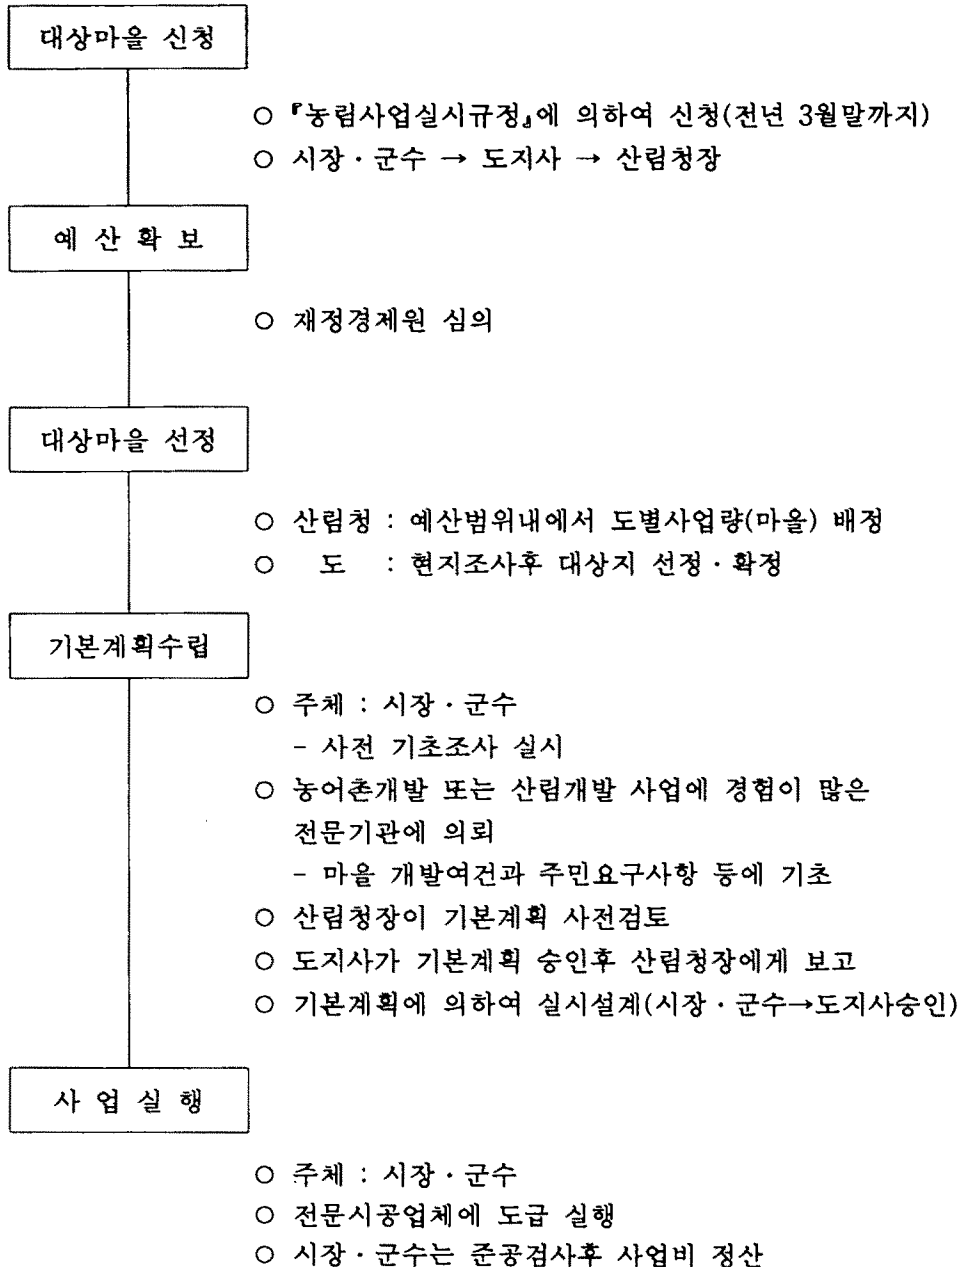 대상마을 신청
○ 『농림사업실시규정』에 의하여 신청(전년 3월말까지)
○ 시장·군수 → 도지사 → 산림청장
예 산 확 보
○ 재정경제원 심의
대상마을 선정
○ 산림청 : 예산범위내에서 도별사업량(마을) 배정
○ 도 : 현지조사후 대상지 선정·확정
기본계획수립
○ 주체 : 시장·군수
- 사전 기초조사 실시
○ 농어촌개발 또는 산림개발 사업에 경험이 많은
전문기관에 의뢰
- 마을 개발여건과 주민요구사항 등에 기초
○ 산림청장이 기본계획 사전검토
○ 도지사가 기본계획 승인후 산림청장에게 보고
○ 기본계획에 의하여 실시설계(시장·군수→도지사승인)
사 업 실 행
○ 주체 : 시장·군수
○ 전문시공업체에 도급 실행
○ 시장·군수는 준공검사후 사업비 정산